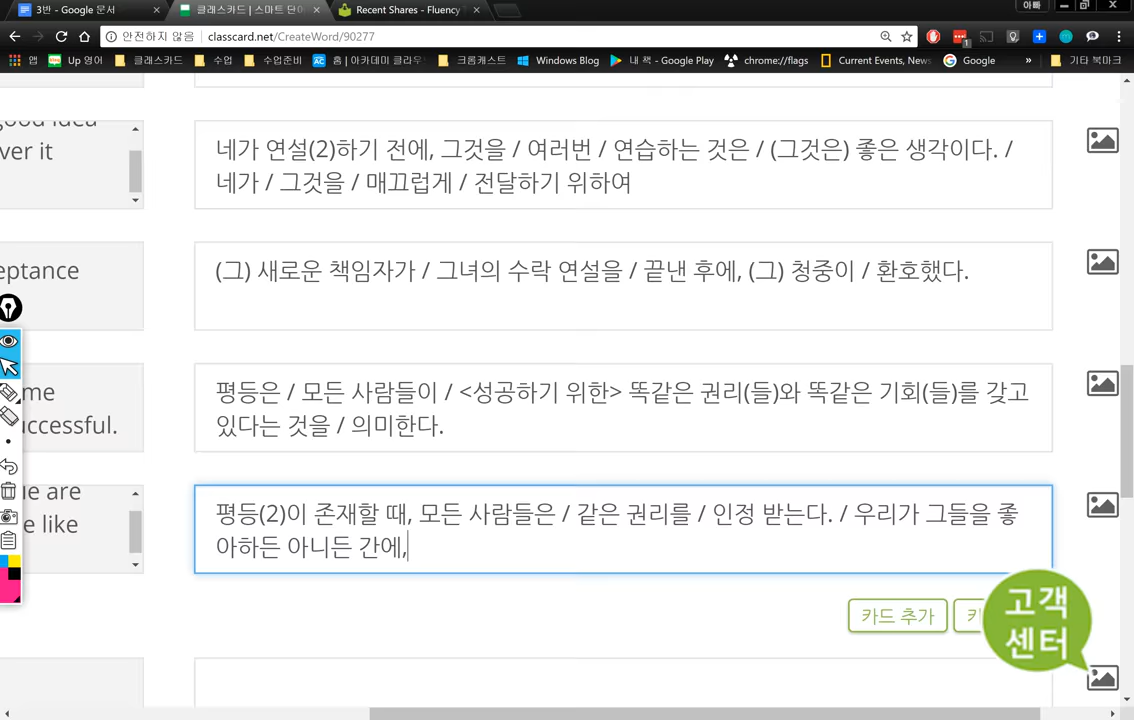 3반 - Google 문서
클래스카드 | 스마트 단어
Recent Shares - Fluency
아빠
안전하지 않음
classcard.net/CreateWord/90277
앱
Up 영어
클래스카드
수업
수업준비
홈 | 아카데미 클라우
크롬캐스트
Windows Blog
내 책 - Google Play
chrome://flags
Current Events, News
Google
»
기타 북마크
good idea
ver it
네가 연설(2)하기 전에, 그것을 / 여러번 / 연습하는 것은 / (그것은) 좋은 생각이다. /
네가 / 그것을 / 매끄럽게 / 전달하기 위하여
eptance
(그) 새로운 책임자가 / 그녀의 수락 연설을 / 끝낸 후에, (그) 청중이 / 환호했다.
me
uccessful.
평등은 / 모든 사람들이 / <성공하기 위한> 똑같은 권리(들)와 똑같은 기회(들)를 갖고
있다는 것을 / 의미한다.
ue are
e like
평등(2)이 존재할 때, 모든 사람들은 / 같은 권리를 / 인정 받는다. / 우리가 그들을 좋
아하든 아니든 간에,
카드 추가
고객
센터